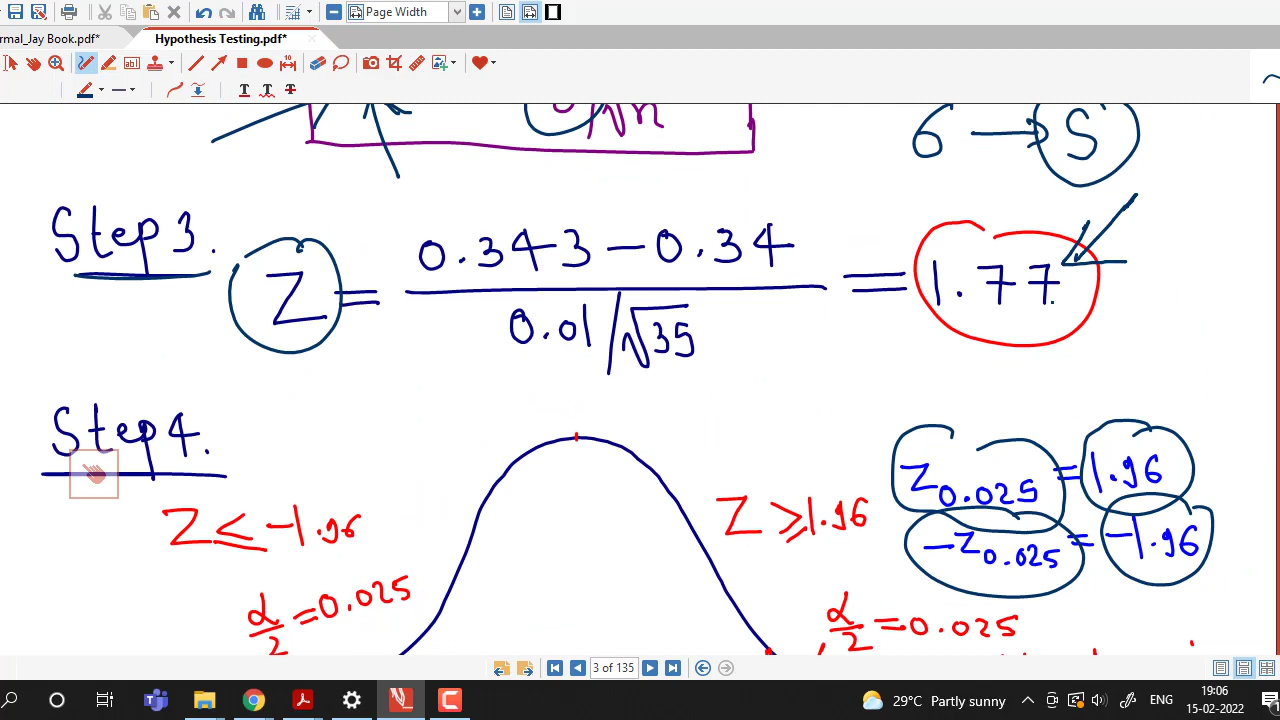 Page Width
rmal_Jay Book.pdf*
Hypothesis Testing.pdf*
√n
6 → S
Step 3.
Z = 0.343 - 0.34 / 0.01/√35 = 1.77
Step 4.
Z ≤ -1.96
Z ≥ 1.96
Z0.025 = 1.96
-Z0.025 = -1.96
α/2 = 0.025
α/2 = 0.025
3 of 135
29°C Partly sunny
ENG
19:06
15-02-2022